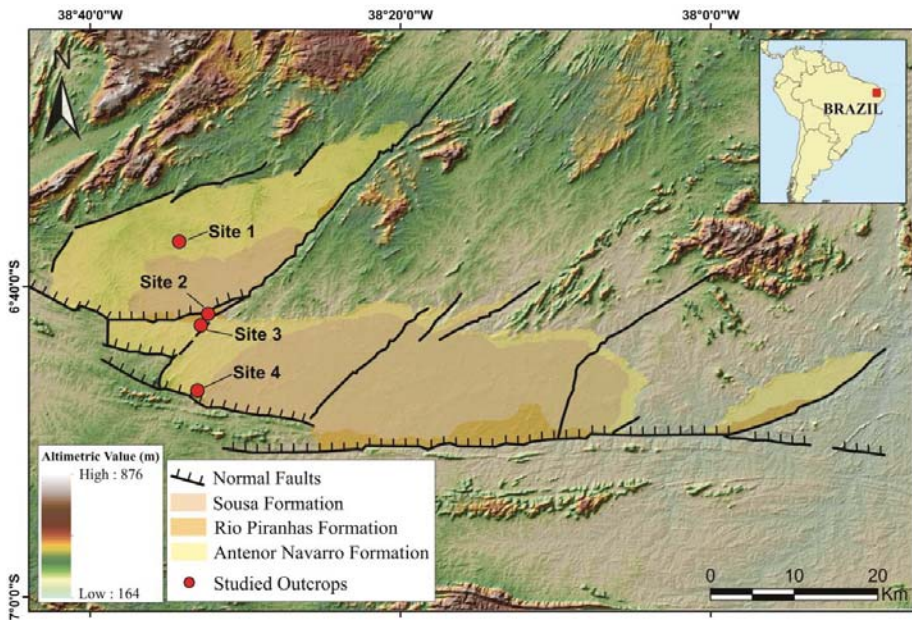 38°40'0"W 38°20'0"W 38°0'0"W
N
BRAZIL
Site 1
Site 2
6°40'0"S
Site 3
Site 4
Altimetric Value (m)
High : 876
Low : 164
Normal Faults
Sousa Formation
Rio Piranhas Formation
Antenor Navarro Formation
Studied Outcrops
0 10 20
Km
7°0'0"S